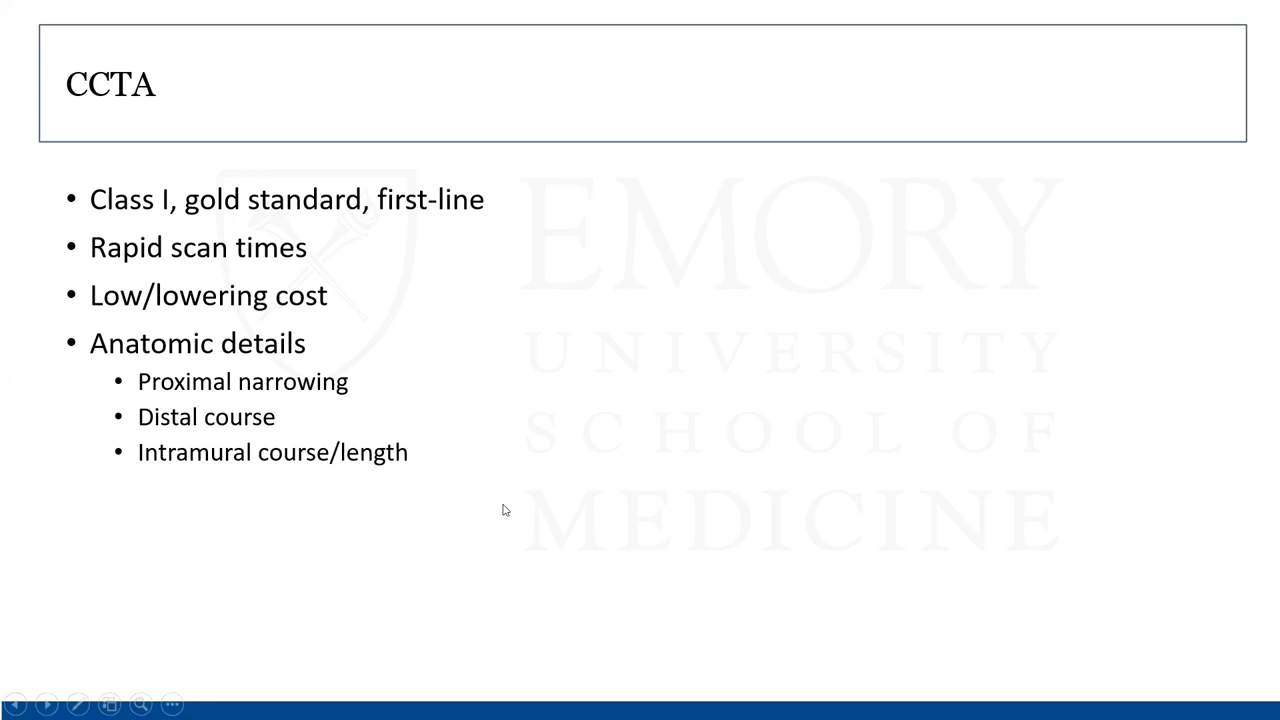 CCTA
• Class I, gold standard, first-line
• Rapid scan times
• Low/lowering cost
• Anatomic details
• Proximal narrowing
• Distal course
• Intramural course/length
EMORY
UNIVERSITY
SCHOOL OF
MEDICINE